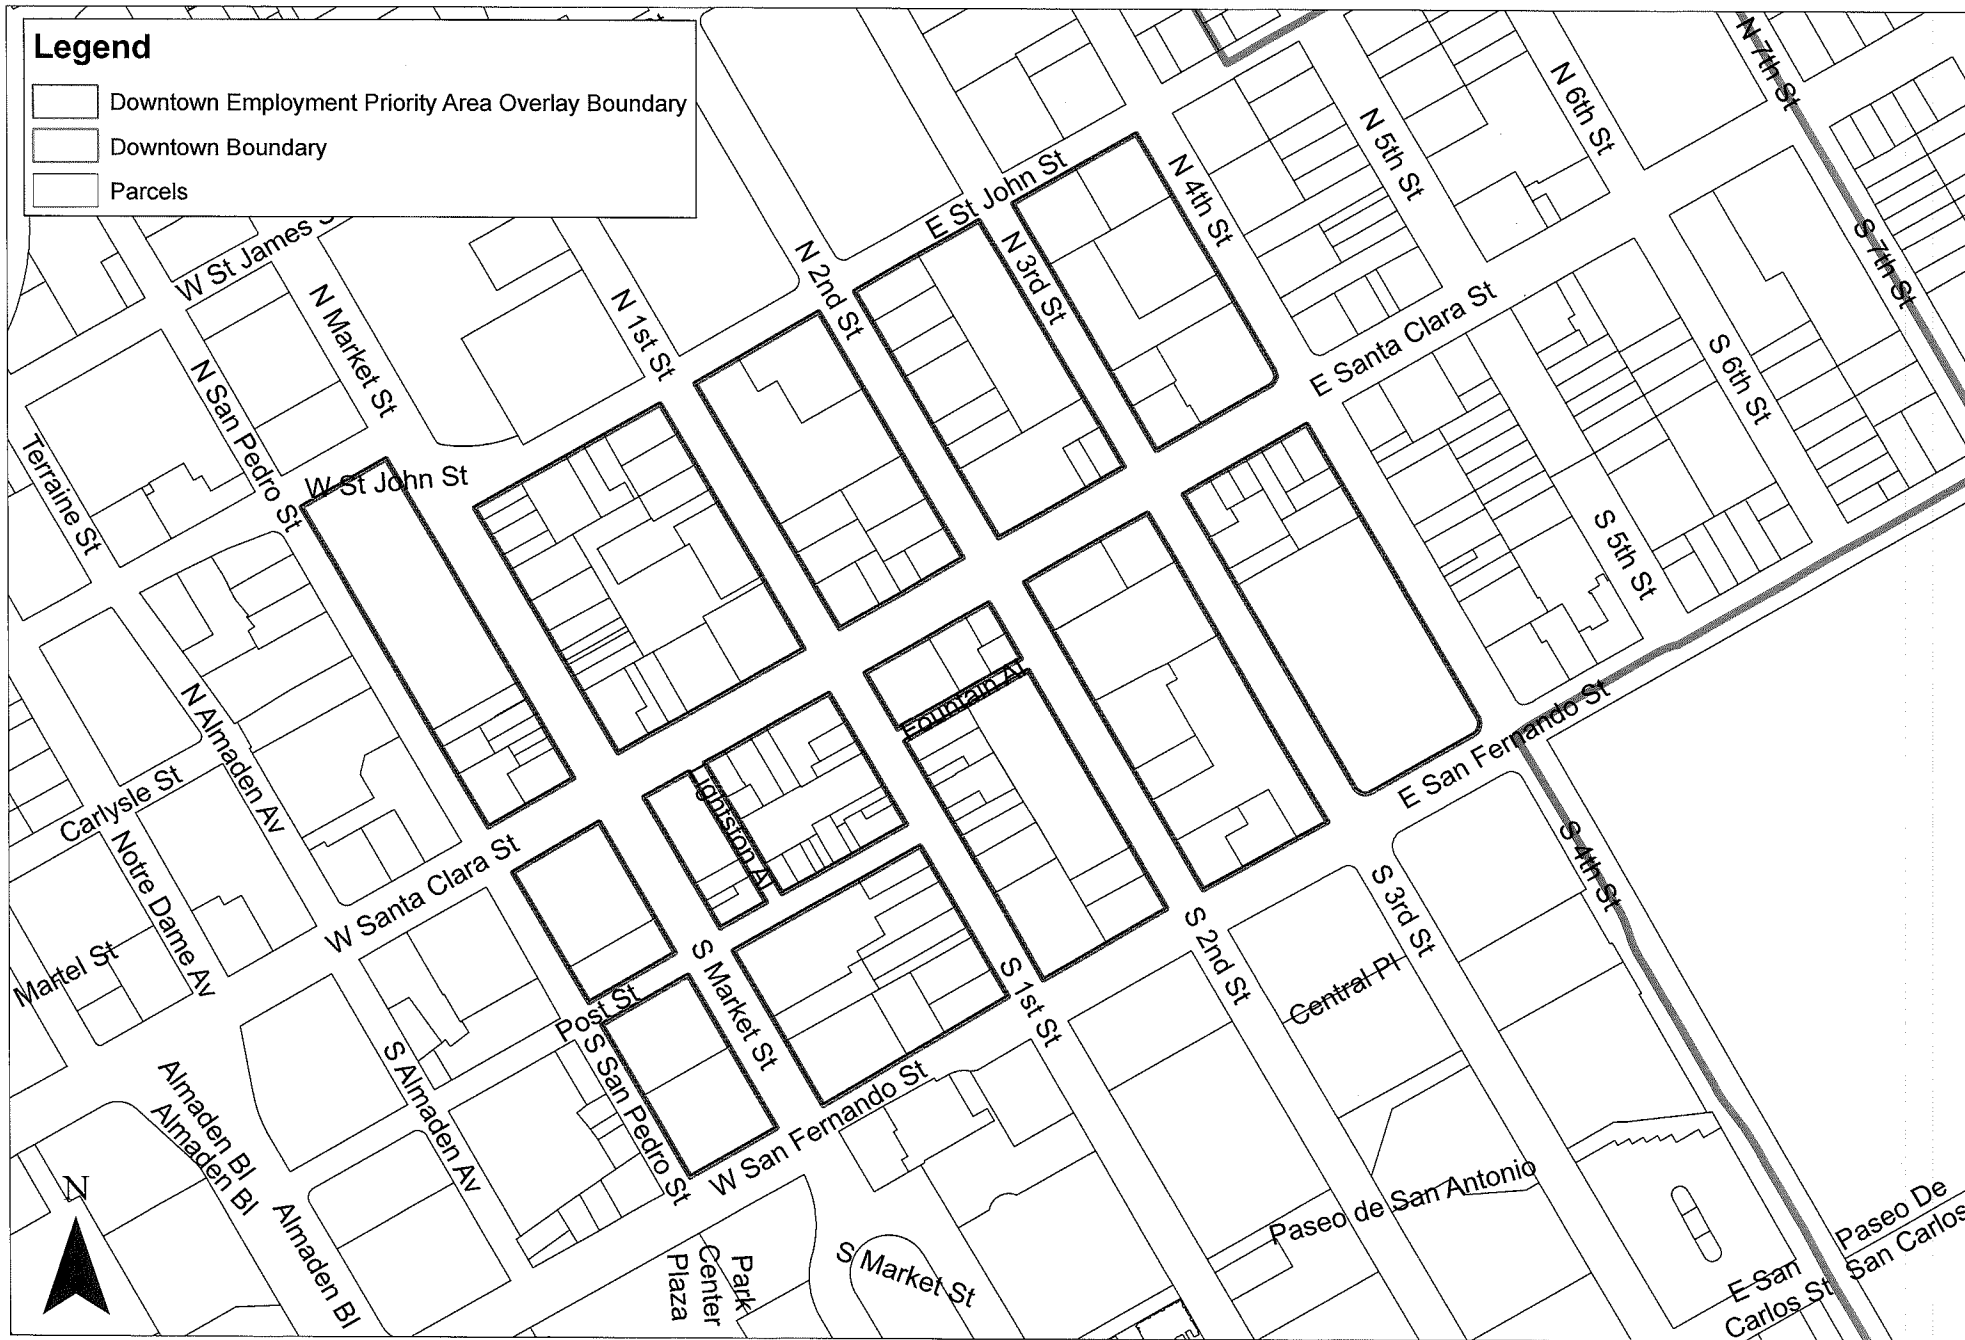 Legend
Downtown Employment Priority Area Overlay Boundary
Downtown Boundary
Parcels
N 7th St
N 6th St
N 5th St
N 4th St
E St John St
N 3rd St
S 7th St
W St James S
N 2nd St
N Market St
N 1st St
E Santa Clara St
S 6th St
N San Pedro St
Terraine St
W St John St
S 5th St
N Almaden Av
Fountain Al
E San Fernando St
Carlysle St
Lightston Al
Notre Dame Av
W Santa Clara St
S 4th St
S 3rd St
Martel St
S Market St
S 2nd St
S 1st St
Central Pl
Post St
S San Pedro St
S Almaden Av
Almaden Bl
Almaden Bl
W San Fernando St
Almaden Bl
Paseo de San Antonio
Paseo De
San Carlos
E San
Carlos St
N
Park
Center
Plaza
S Market St